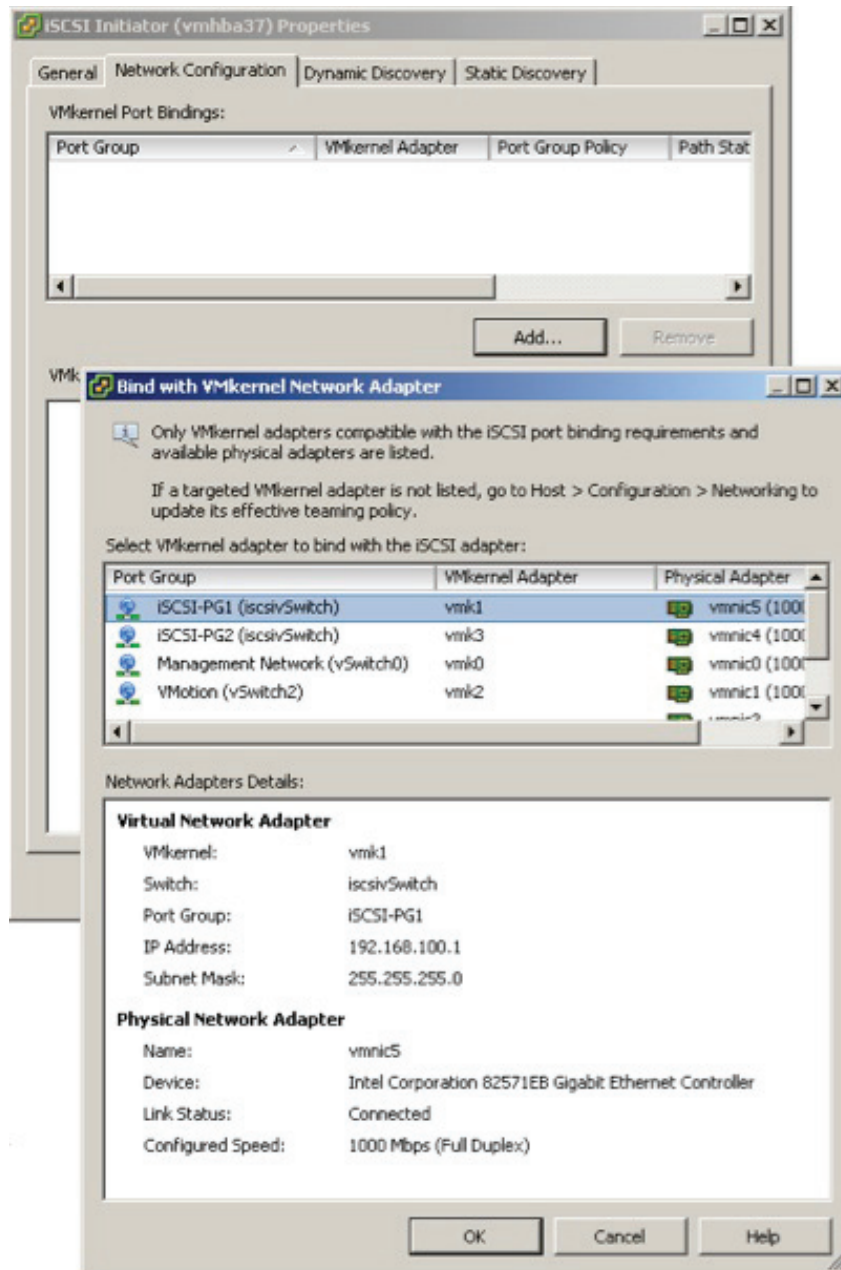 iSCSI Initiator (vmhba37) Properties
General Network Configuration Dynamic Discovery Static Discovery
VMkernel Port Bindings:
Port Group VMkernel Adapter Port Group Policy Path Stat
Add... Remove
VMk
Bind with VMkernel Network Adapter
Only VMkernel adapters compatible with the iSCSI port binding requirements and
available physical adapters are listed.
If a targeted VMkernel adapter is not listed, go to Host > Configuration > Networking to
update its effective teaming policy.
Select VMkernel adapter to bind with the iSCSI adapter:
Port Group VMkernel Adapter Physical Adapter
iSCSI-PG1 (iscsivSwitch) vmk1 vmnic5 (100
iSCSI-PG2 (iscsivSwitch) vmk3 vmnic4 (100
Management Network (vSwitch0) vmk0 vmnic0 (100
VMotion (vSwitch2) vmk2 vmnic1 (100
Network Adapters Details:
Virtual Network Adapter
VMkernel: vmk1
Switch: iscsivSwitch
Port Group: iSCSI-PG1
IP Address: 192.168.100.1
Subnet Mask: 255.255.255.0
Physical Network Adapter
Name: vmnic5
Device: Intel Corporation 82571EB Gigabit Ethernet Controller
Link Status: Connected
Configured Speed: 1000 Mbps (Full Duplex)
OK Cancel Help